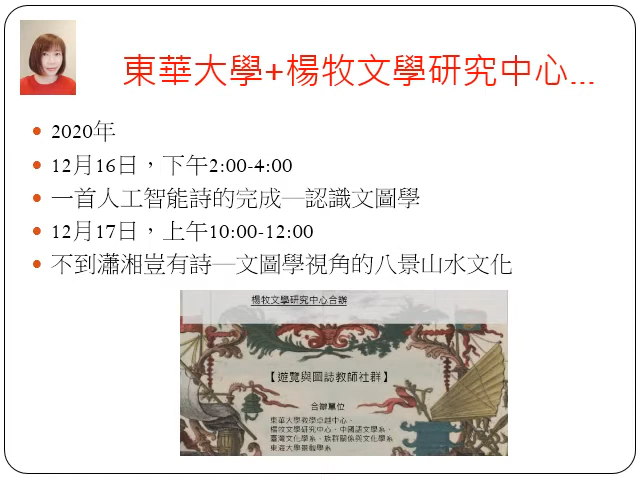 東華大學+楊牧文學研究中心...
2020年
12月16日，下午2:00-4:00
一首人工智能詩的完成─認識文圖學
12月17日，上午10:00-12:00
不到瀟湘豈有詩─文圖學視角的八景山水文化
楊牧文學研究中心合辦
【遊覽與圖誌教師社群】
合辦單位
東華大學教學卓越中心、
楊牧文學研究中心、中國語文學系、
臺灣文化學系、族群關係與文化學系
東海大學景觀學系